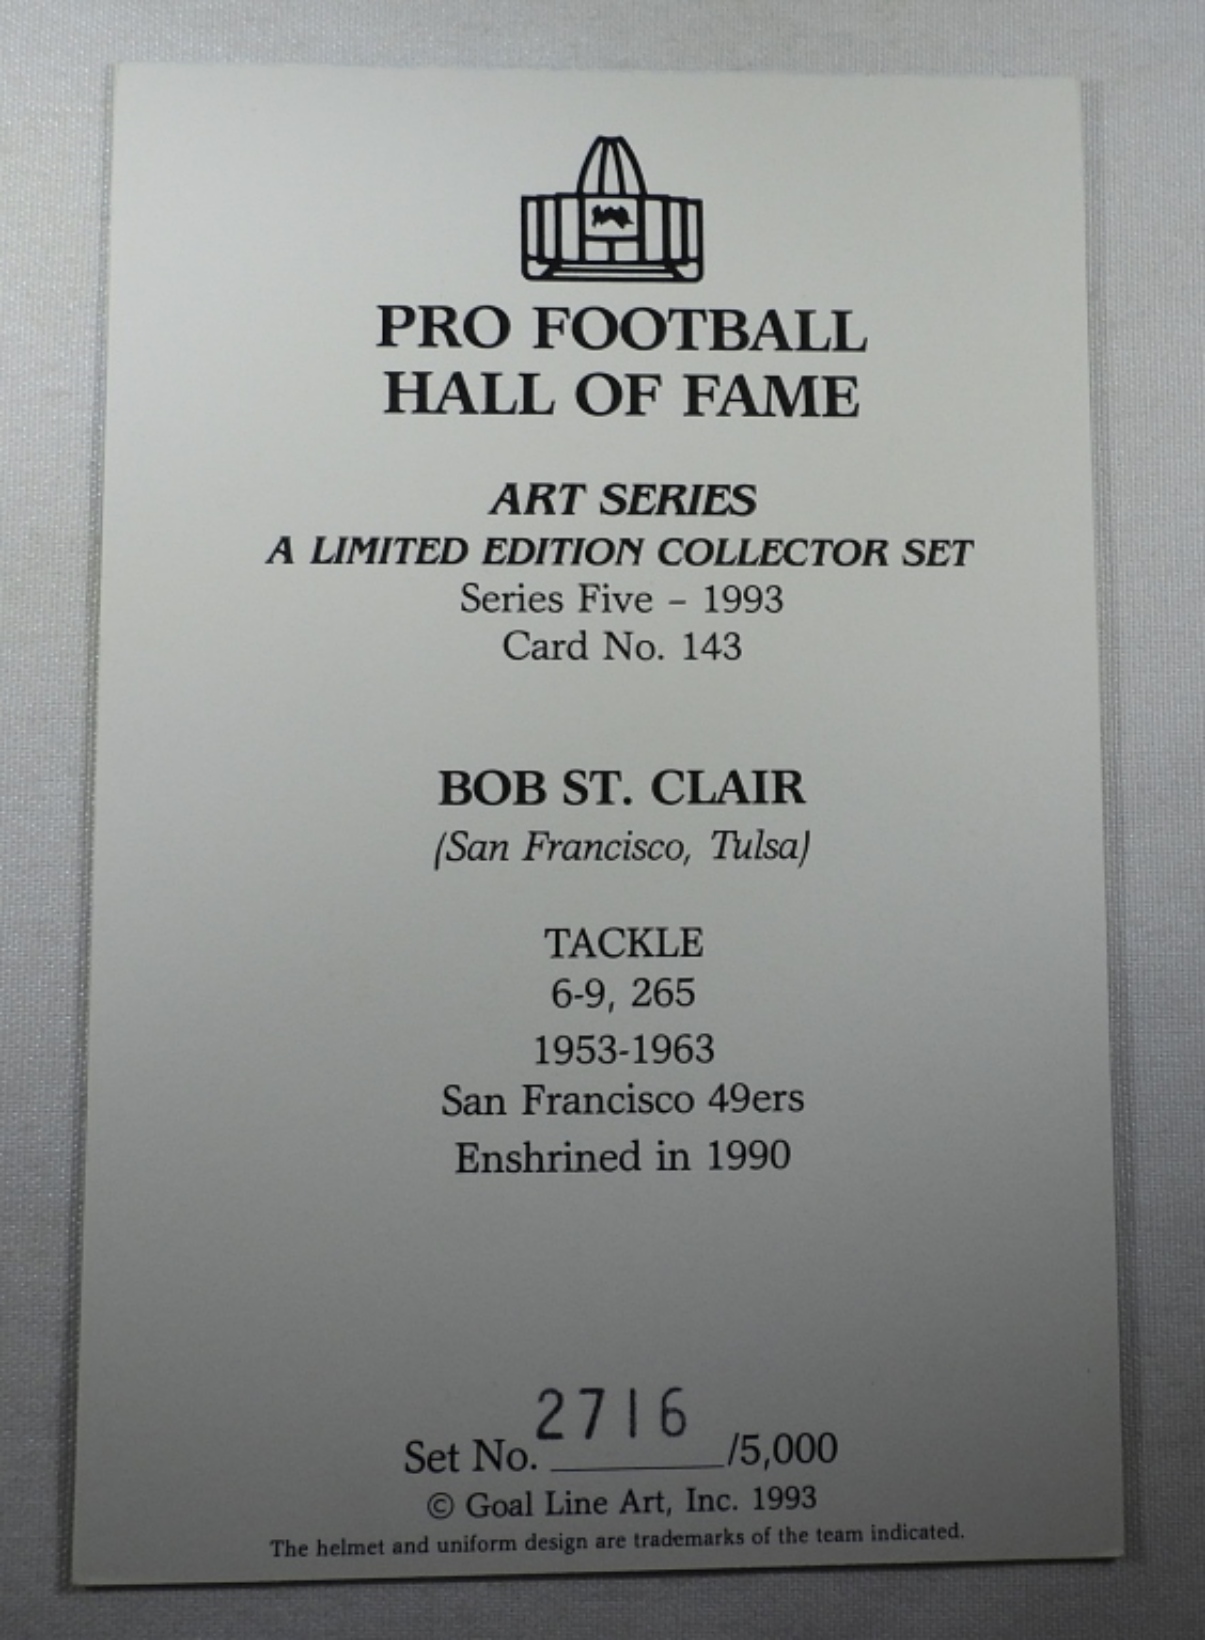 PRO FOOTBALL
HALL OF FAME
ART SERIES
A LIMITED EDITION COLLECTOR SET
Series Five – 1993
Card No. 143
BOB ST. CLAIR
(San Francisco, Tulsa)
TACKLE
6-9, 265
1953-1963
San Francisco 49ers
Enshrined in 1990
Set No. 2716 /5,000
© Goal Line Art, Inc. 1993
The helmet and uniform design are trademarks of the team indicated.